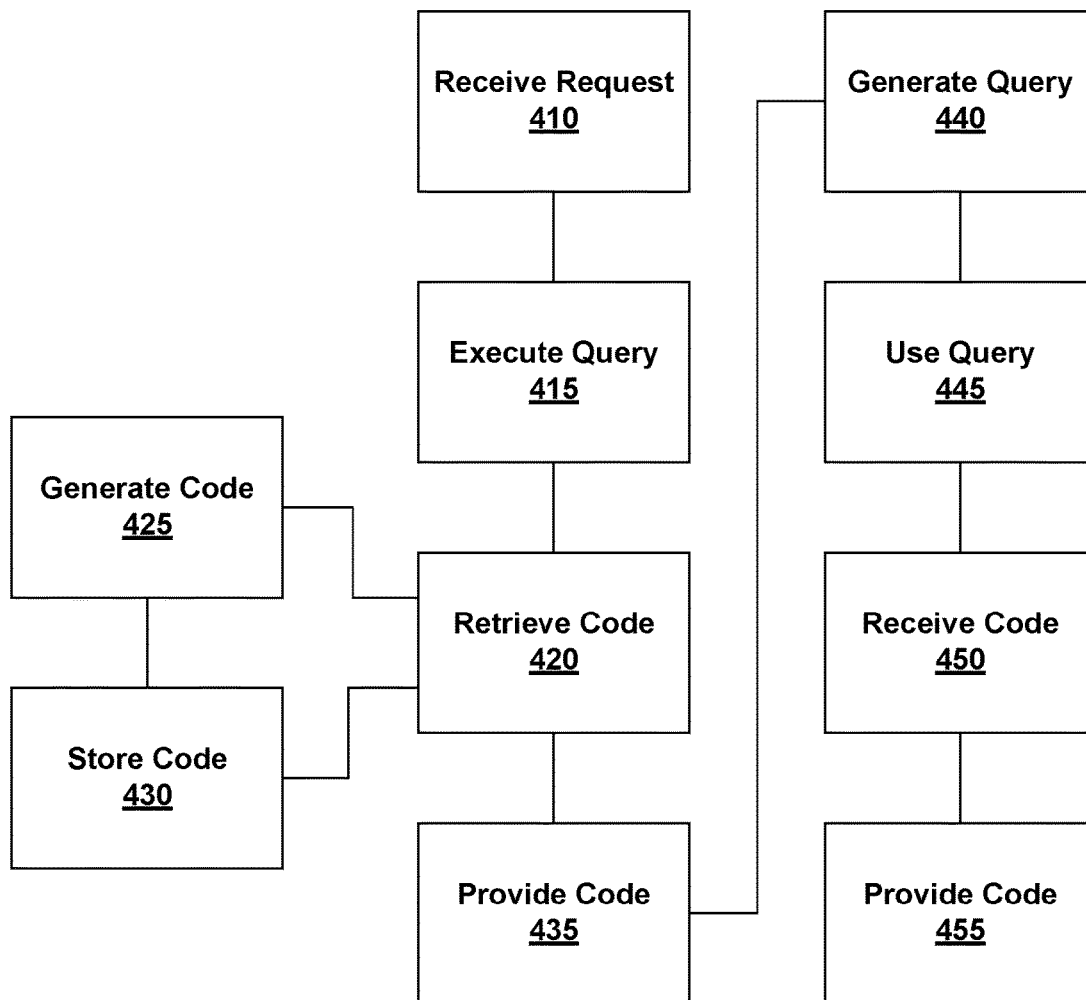 Receive Request
410
Execute Query
415
Generate Code
425
Retrieve Code
420
Store Code
430
Provide Code
435
Generate Query
440
Use Query
445
Receive Code
450
Provide Code
455